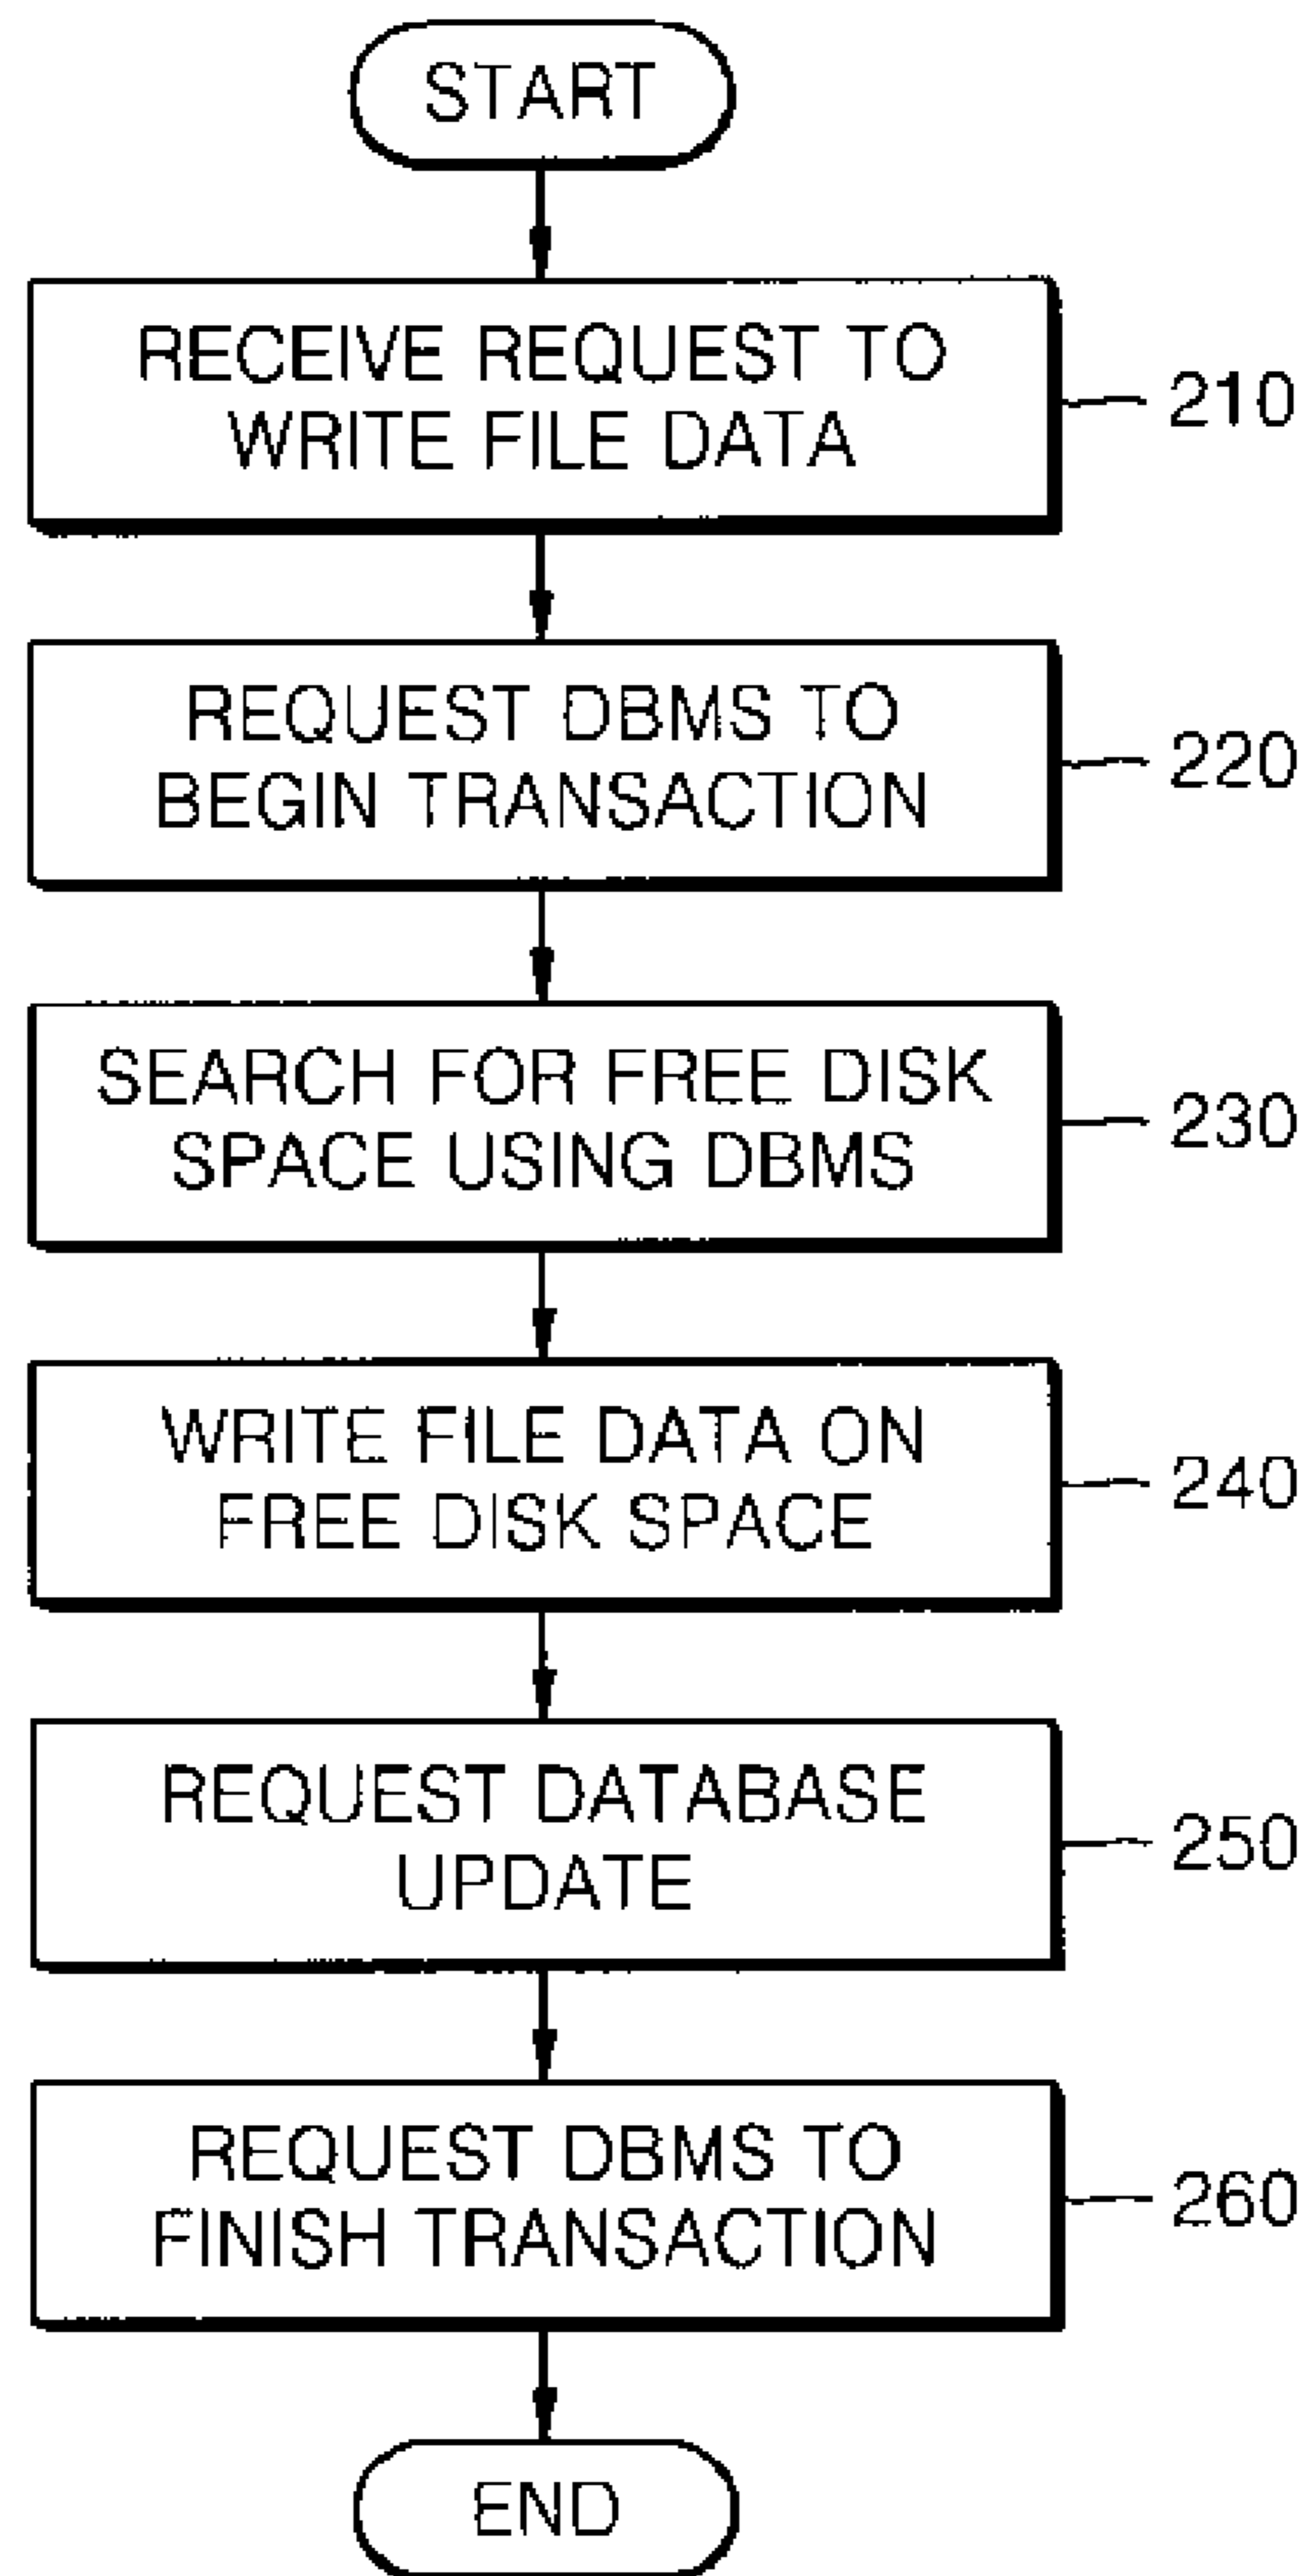 START
RECEIVE REQUEST TO
WRITE FILE DATA
210
REQUEST DBMS TO
BEGIN TRANSACTION
220
SEARCH FOR FREE DISK
SPACE USING DBMS
230
WRITE FILE DATA ON
FREE DISK SPACE
240
REQUEST DATABASE
UPDATE
250
REQUEST DBMS TO
FINISH TRANSACTION
260
END